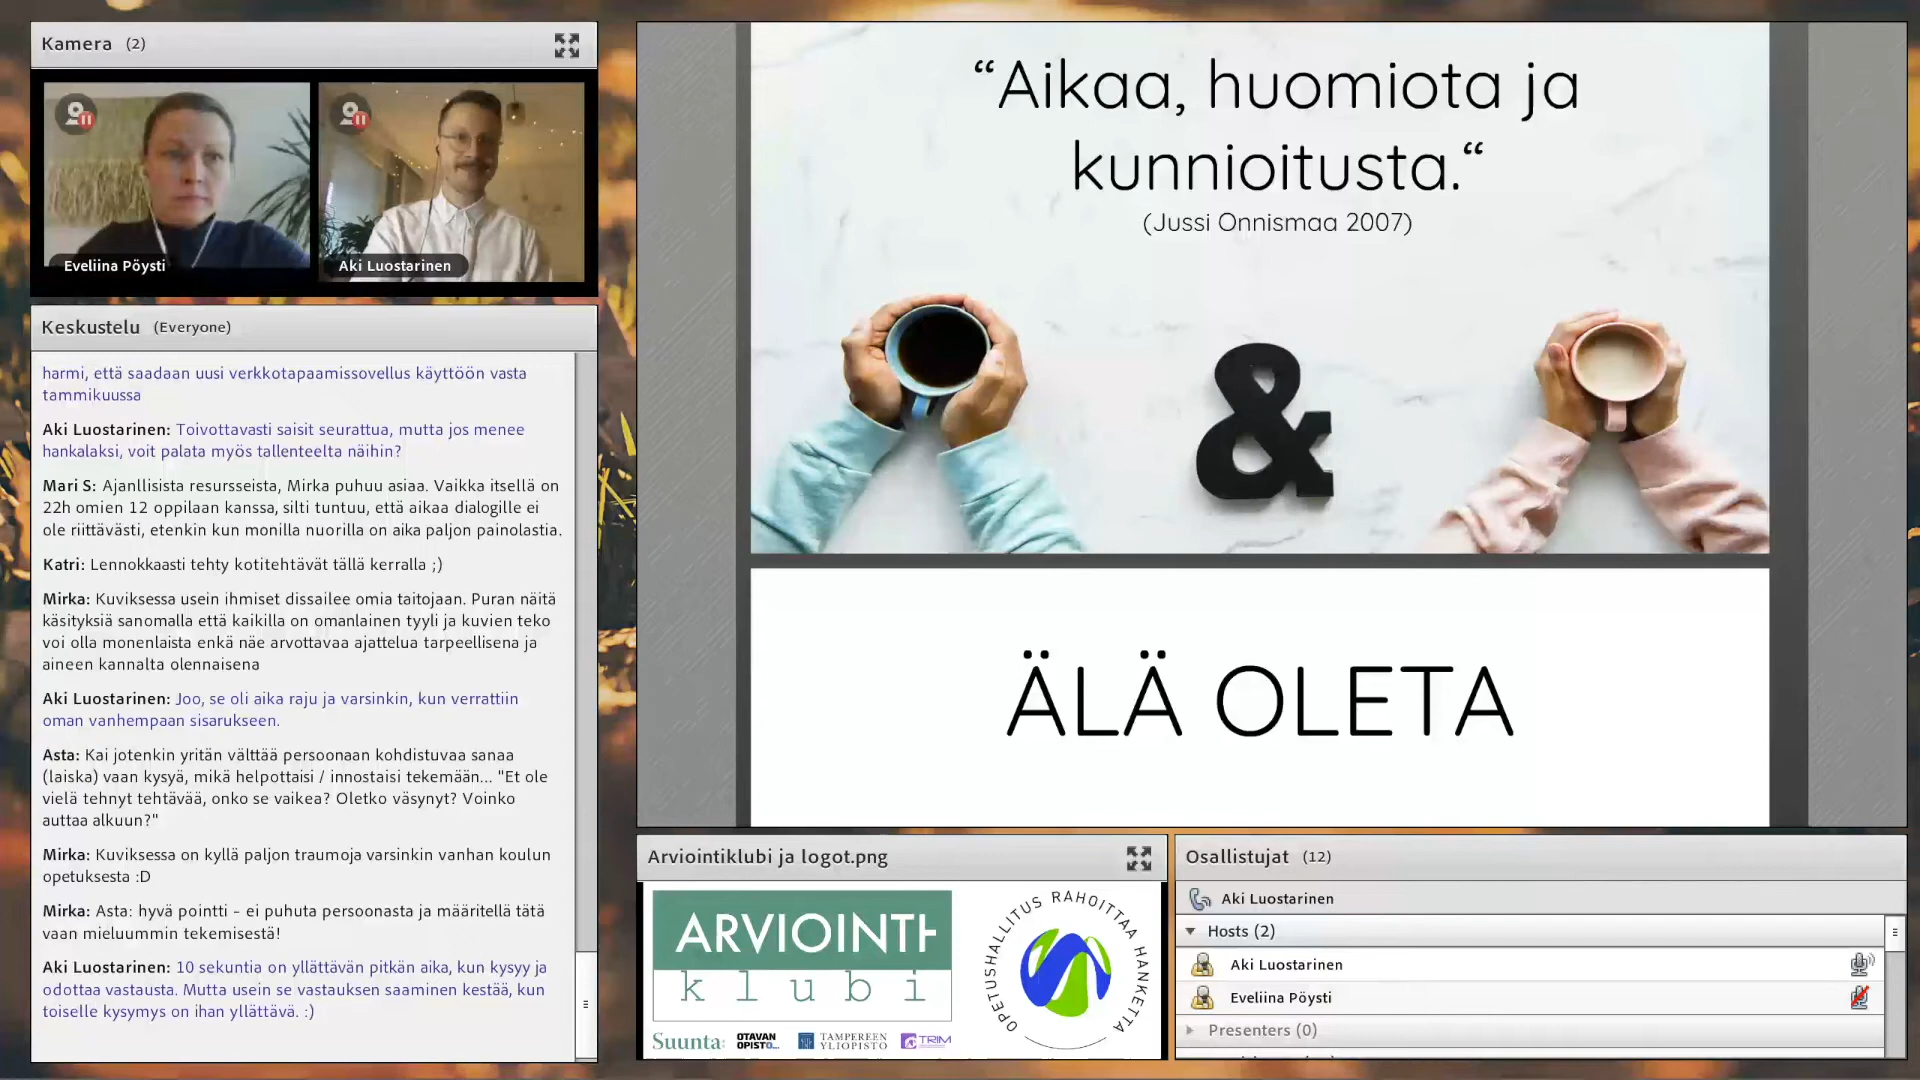 Kamera (2)
Eveliina Pöysti
Aki Luostarinen
Keskustelu (Everyone)
harmi, että saadaan uusi verkkotapaamissovellus käyttöön vasta
tammikuussa
Aki Luostarinen: Toivottavasti saisit seurattua, mutta jos menee
hankalaksi, voit palata myös tallenteelta näihin?
Mari S: Ajanllisista resursseista, Mirka puhuu asiaa. Vaikka itsellä on
22h omien 12 oppilaan kanssa, silti tuntuu, että aikaa dialogille ei
ole riittävästi, etenkin kun monilla nuorilla on aika paljon painolastia.
Katri: Lennokkaasti tehty kotitehtävät tällä kerralla ;)
Mirka: Kuviksessa usein ihmiset dissailee omia taitojaan. Puran näitä
käsityksiä sanomalla että kaikilla on omanlainen tyyli ja kuvien teko
voi olla monenlaista enkä näe arvottavaa ajattelua tarpeellisena ja
aineen kannalta olennaisena
Aki Luostarinen: Joo, se oli aika raju ja varsinkin, kun verrattiin
oman vanhempaan sisarukseen.
Asta: Kai jotenkin yritän välttää persoonaan kohdistuvaa sanaa
(laiska) vaan kysyä, mikä helpottaisi / innostaisi tekemään... "Et ole
vielä tehnyt tehtävää, onko se vaikea? Oletko väsynyt? Voinko
auttaa alkuun?"
Mirka: Kuviksessa on kyllä paljon traumoja varsinkin vanhan koulun
opetuksesta :D
Mirka: Asta: hyvä pointti - ei puhuta persoonasta ja määritellä tätä
vaan mieluummin tekemisestä!
Aki Luostarinen: 10 sekuntia on yllättävän pitkän aika, kun kysyy ja
odottaa vastausta. Mutta usein se vastauksen saaminen kestää, kun
toiselle kysymys on ihan yllättävä. :)
“Aikaa, huomiota ja
kunnioitusta.“
(Jussi Onnismaa 2007)
&
ÄLÄ OLETA
Arviointiklubi ja logot.png
ARVIOINTI
klubi
Suunta:
OTAVAN
OPISTO
TAMPEREEN
YLIOPISTO
TRIM
OPETUSHALLITUS RAHOITTAA HANKETTA
Osallistujat (12)
Aki Luostarinen
Hosts (2)
Aki Luostarinen
Eveliina Pöysti
Presenters (0)